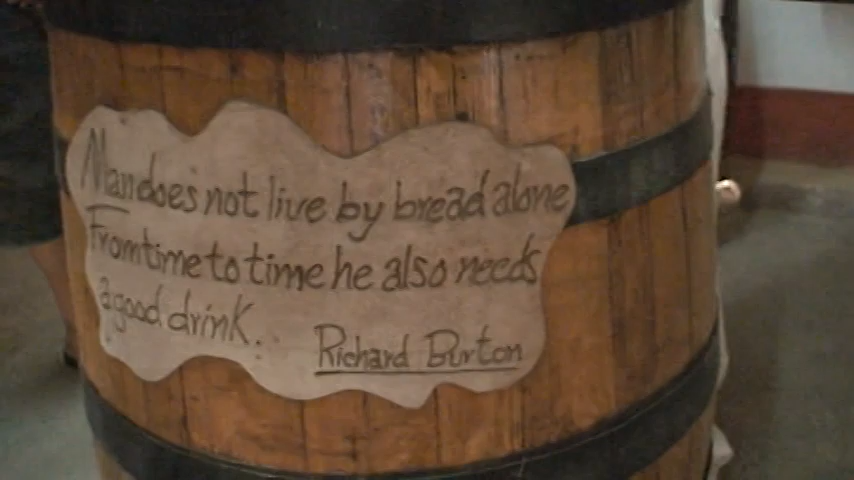 Man does not live by bread alone
From time to time he also needs
a good drink.
Richard Burton